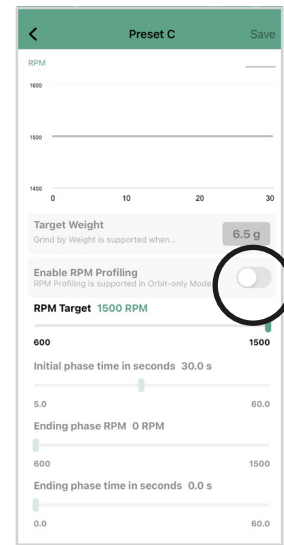 Preset C Save
RPM
1600
1500
1400
0 10 20 30
Target Weight
Grind by Weight is supported when... 6.5 g
Enable RPM Profiling
RPM Profiling is supported in Orbit-only Mode
RPM Target 1500 RPM
600 1500
Initial phase time in seconds 30.0 s
5.0 60.0
Ending phase RPM 0 RPM
600 1500
Ending phase time in seconds 0.0 s
0.0 60.0